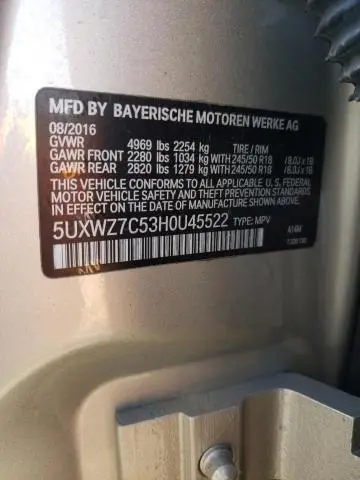 MFD BY BAYERISCHE MOTOREN WERKE AG
08/2016
GVWR 4969 lbs 2254 kg TIRE / RIM
GAWR FRONT 2280 lbs 1034 kg WITH 245/50 R18 / 8.0J x 18
GAWR REAR 2820 lbs 1279 kg WITH 245/50 R18 / 8.0J x 18
THIS VEHICLE CONFORMS TO ALL APPLICABLE U.S. FEDERAL
MOTOR VEHICLE SAFETY STANDARDS IN EFFECT ON THE DATE
OF MANUFACTURE SHOWN ABOVE.
5UXWZ7C53H0U45522 TYPE: MPV
A14M